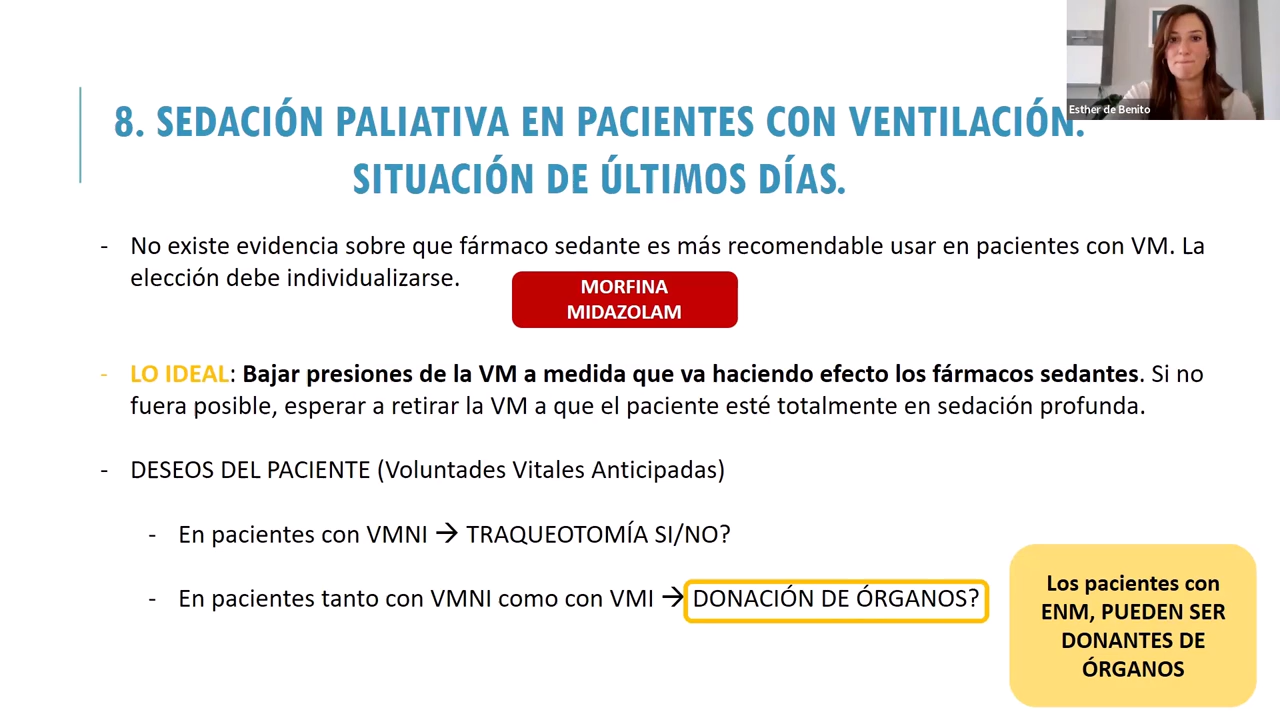 Esther de Benito
8. SEDACIÓN PALIATIVA EN PACIENTES CON VENTILACIÓN.
SITUACIÓN DE ÚLTIMOS DÍAS.
- No existe evidencia sobre que fármaco sedante es más recomendable usar en pacientes con VM. La
elección debe individualizarse.
MORFINA
MIDAZOLAM
- LO IDEAL: Bajar presiones de la VM a medida que va haciendo efecto los fármacos sedantes. Si no
fuera posible, esperar a retirar la VM a que el paciente esté totalmente en sedación profunda.
- DESEOS DEL PACIENTE (Voluntades Vitales Anticipadas)
- En pacientes con VMNI → TRAQUEOTOMÍA SI/NO?
- En pacientes tanto con VMNI como con VMI → DONACIÓN DE ÓRGANOS?
Los pacientes con
ENM, PUEDEN SER
DONANTES DE
ÓRGANOS